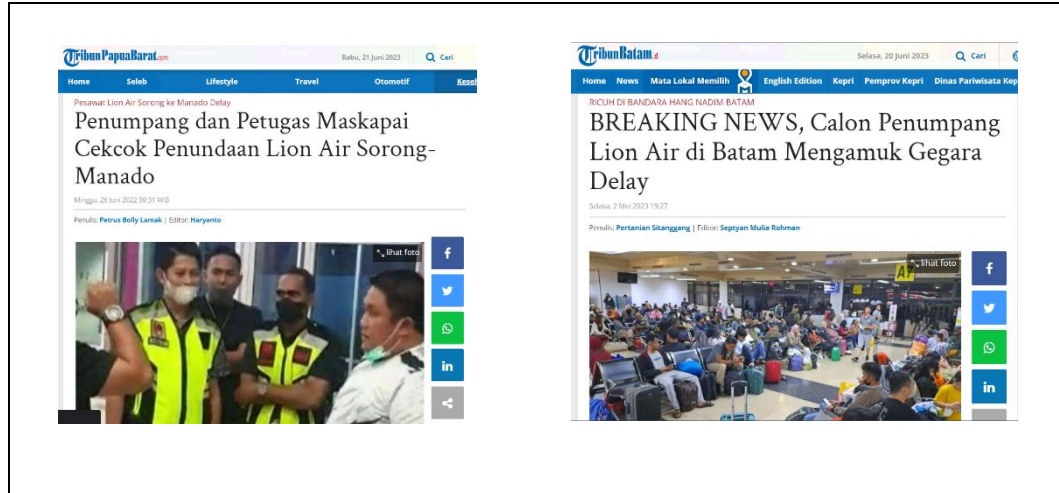 TribunPapuaBarat.com
Rabu, 21 Juni 2023
Cari
Home Seleb Lifestyle Travel Otomotif Keseh
Pesawat Lion Air Sorong ke Manado Delay
Penumpang dan Petugas Maskapai
Cekcok Penundaan Lion Air Sorong-
Manado
Minggu, 26 Juni 2022 09:31 WIB
Penulis: Petrus Bolly Lamak | Editor: Haryanto
lihat foto
TribunBatam.id
Selasa, 20 Juni 2023
Cari
Home News Mata Lokal Memilih English Edition Kepri Pemprov Kepri Dinas Pariwisata Kep
RICUH DI BANDARA HANG NADIM BATAM
BREAKING NEWS, Calon Penumpang
Lion Air di Batam Mengamuk Gegara
Delay
Selasa, 2 Mei 2023 19:27
Penulis: Pertanian Sitanggang | Editor: Septyan Mulia Rohman
lihat foto
A7